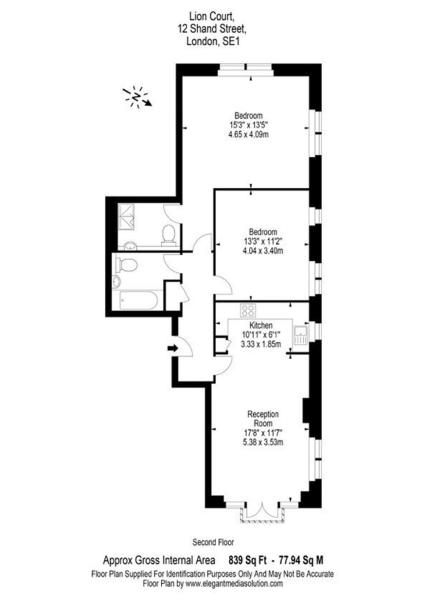 Lion Court,
12 Shand Street,
London, SE1
N
Bedroom
15'3" x 13'5"
4.65 x 4.09m
Bedroom
13'3" x 11'2"
4.04 x 3.40m
Kitchen
10'11" x 6'1"
3.33 x 1.85m
Reception
Room
17'8" x 11'7"
5.38 x 3.53m
Second Floor
Approx Gross Internal Area 839 Sq Ft - 77.94 Sq M
Floor Plan Supplied For Identification Purposes Only And May Not Be Accurate
Floor Plan by www.elegantmediasolution.com